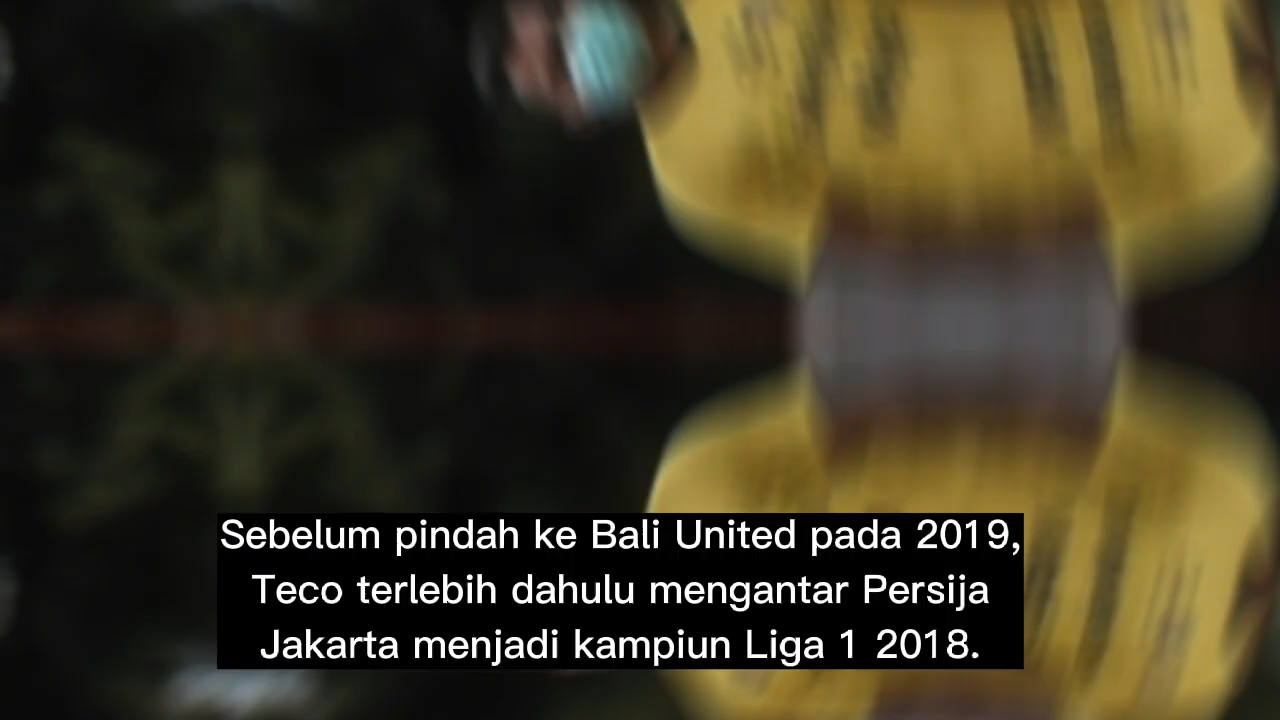 Sebelum pindah ke Bali United pada 2019,
Teco terlebih dahulu mengantar Persija
Jakarta menjadi kampiun Liga 1 2018.